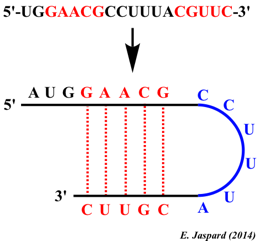 5'-UGGAACGCCUUUACGUUC-3'
A U G G A A C G C C
5' U
U
3' U
C U U G C A
E. Jaspard (2014)